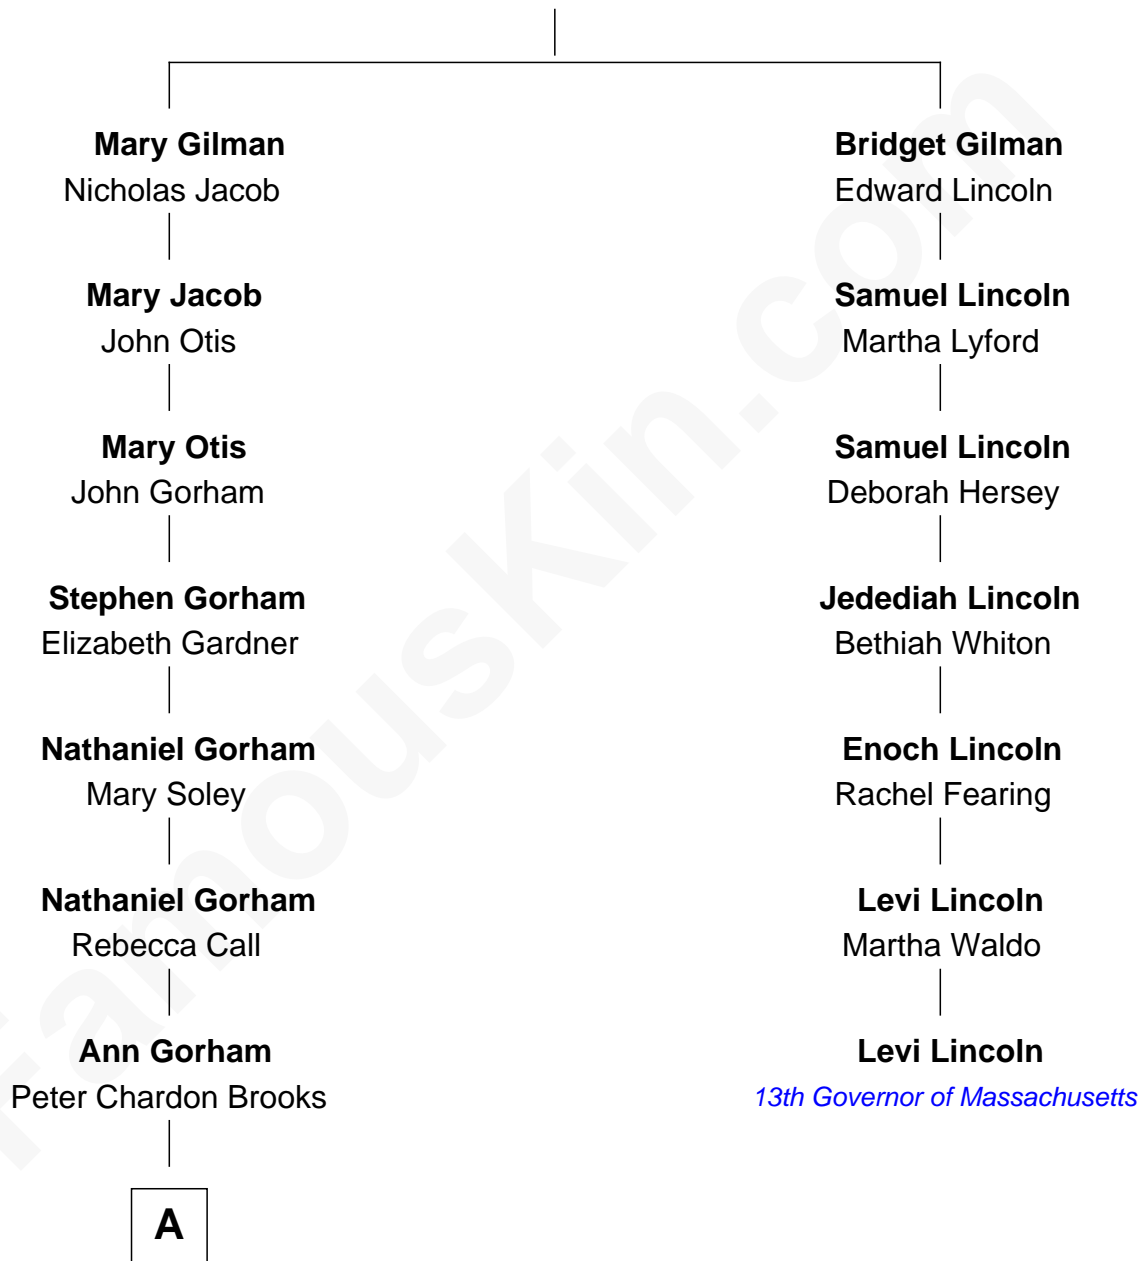 Mary Gilman
Nicholas Jacob
Bridget Gilman
Edward Lincoln
Mary Jacob
John Otis
Samuel Lincoln
Martha Lyford
Mary Otis
John Gorham
Samuel Lincoln
Deborah Hersey
Stephen Gorham
Elizabeth Gardner
Jedediah Lincoln
Bethiah Whiton
Nathaniel Gorham
Mary Soley
Enoch Lincoln
Rachel Fearing
Nathaniel Gorham
Rebecca Call
Levi Lincoln
Martha Waldo
Ann Gorham
Peter Chardon Brooks
Levi Lincoln
13th Governor of Massachusetts
A
FamousKin.com